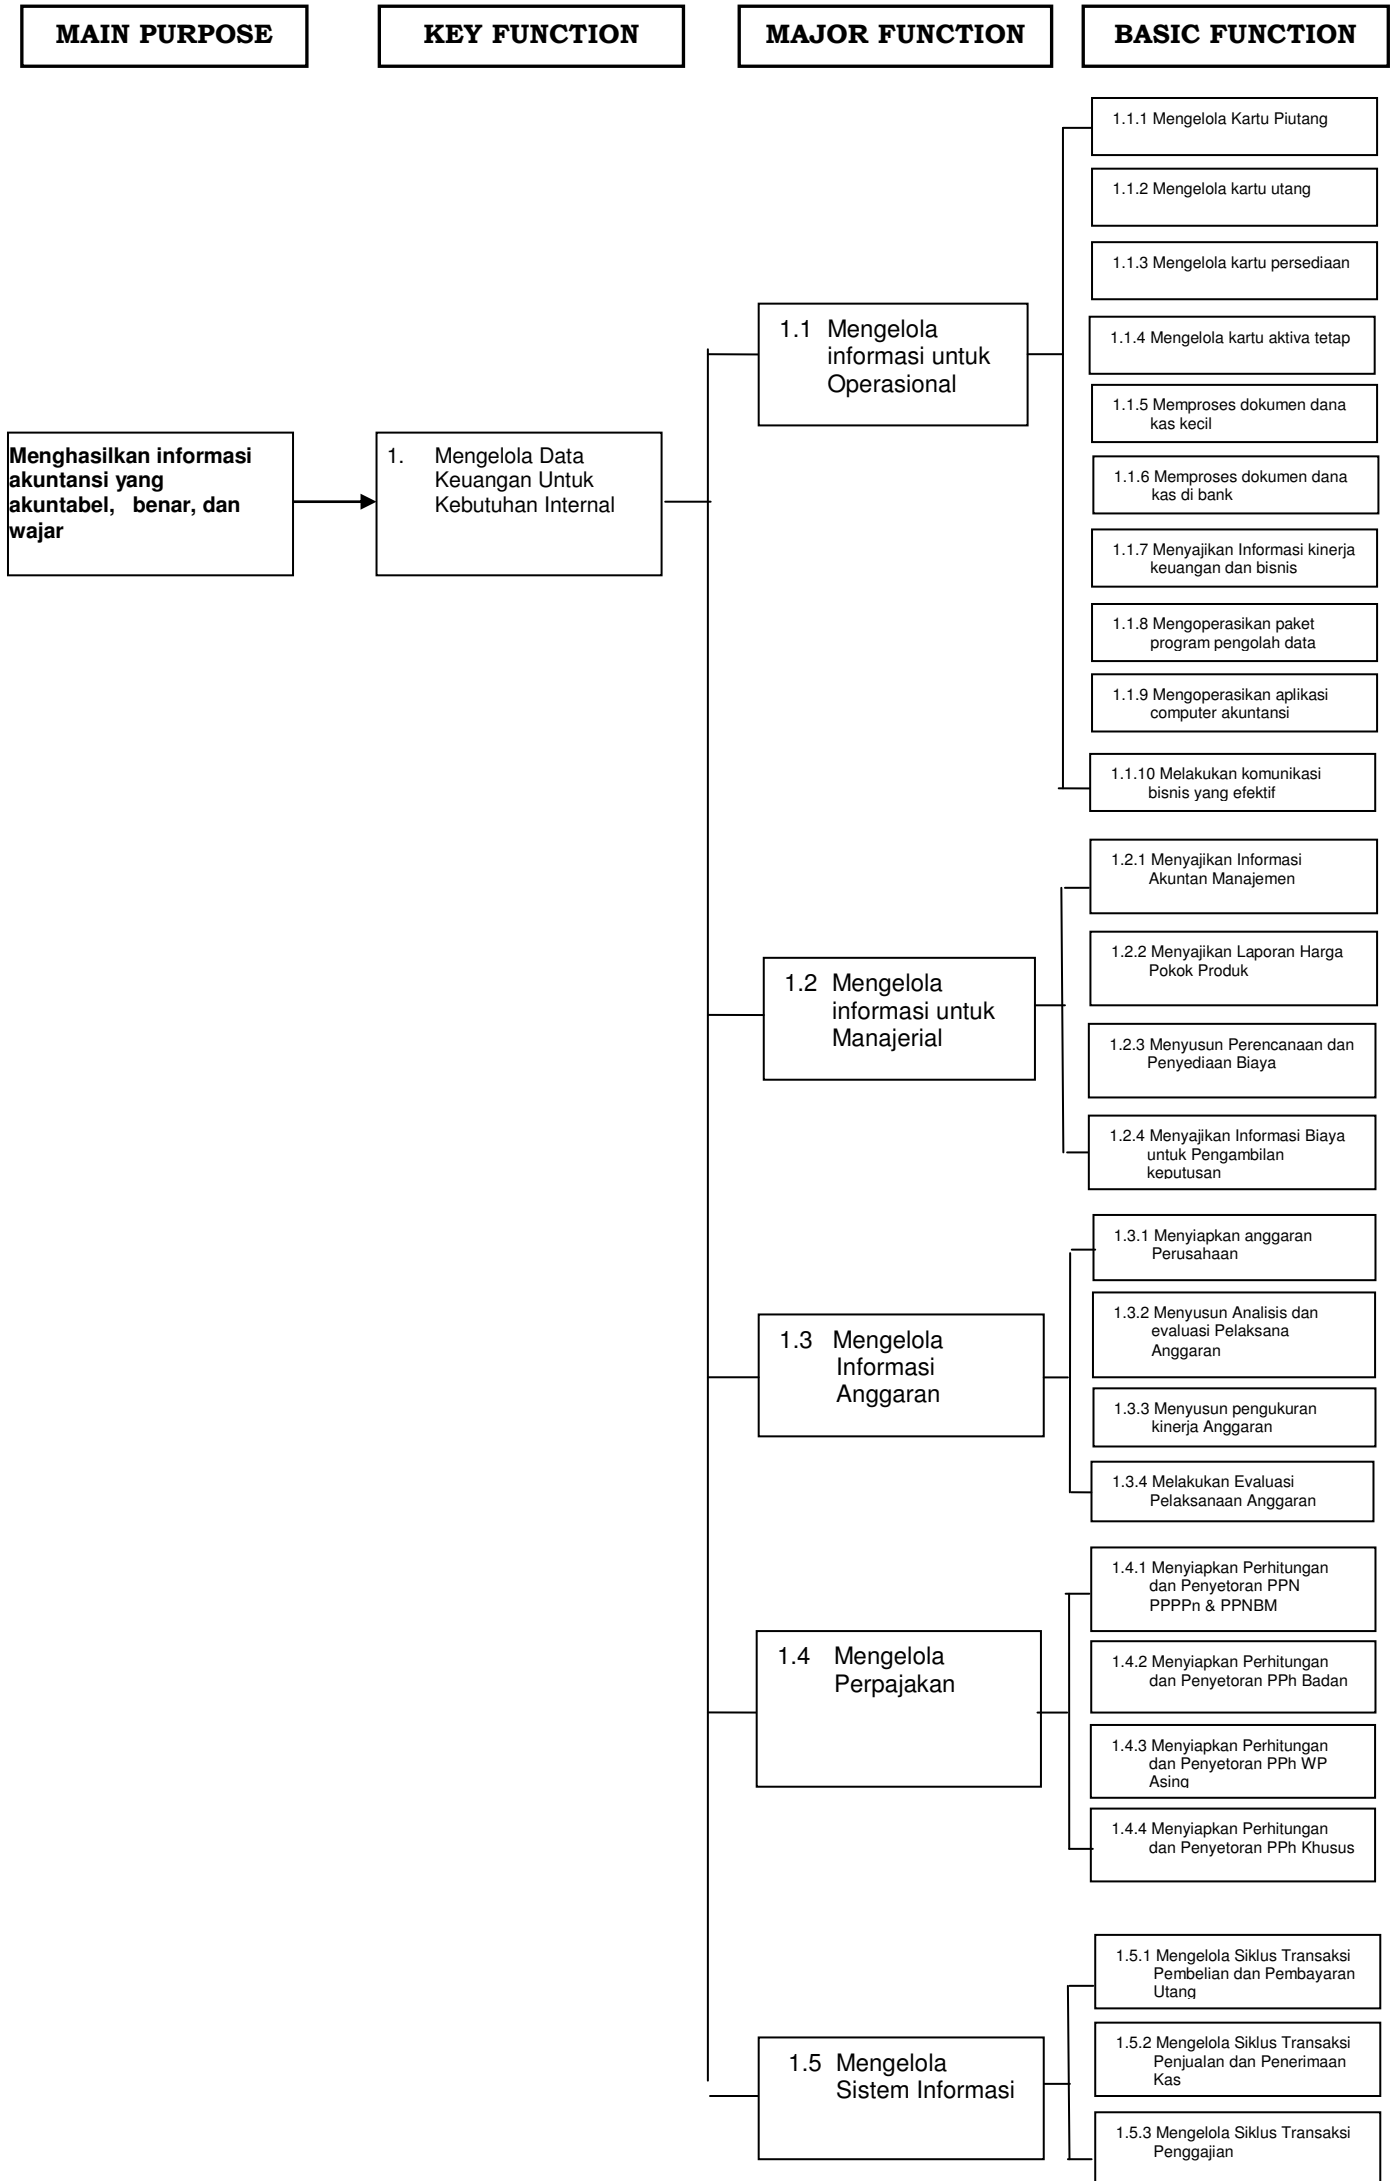 MAIN PURPOSE
KEY FUNCTION
MAJOR FUNCTION
BASIC FUNCTION
Menghasilkan informasi
akuntansi yang
akuntabel, benar, dan
wajar
1. Mengelola Data
Keuangan Untuk
Kebutuhan Internal
1.1 Mengelola
informasi untuk
Operasional
1.1.1 Mengelola Kartu Piutang
1.1.2 Mengelola kartu utang
1.1.3 Mengelola kartu persediaan
1.1.4 Mengelola kartu aktiva tetap
1.1.5 Memproses dokumen dana
kas kecil
1.1.6 Memproses dokumen dana
kas di bank
1.1.7 Menyajikan Informasi kinerja
keuangan dan bisnis
1.1.8 Mengoperasikan paket
program pengolah data
1.1.9 Mengoperasikan aplikasi
computer akuntansi
1.1.10 Melakukan komunikasi
bisnis yang efektif
1.2 Mengelola
informasi untuk
Manajerial
1.2.1 Menyajikan Informasi
Akuntan Manajemen
1.2.2 Menyajikan Laporan Harga
Pokok Produk
1.2.3 Menyusun Perencanaan dan
Penyediaan Biaya
1.2.4 Menyajikan Informasi Biaya
untuk Pengambilan
keputusan
1.3 Mengelola
Informasi
Anggaran
1.3.1 Menyiapkan anggaran
Perusahaan
1.3.2 Menyusun Analisis dan
evaluasi Pelaksana
Anggaran
1.3.3 Menyusun pengukuran
kinerja Anggaran
1.3.4 Melakukan Evaluasi
Pelaksanaan Anggaran
1.4 Mengelola
Perpajakan
1.4.1 Menyiapkan Perhitungan
dan Penyetoran PPN
PPPPn & PPNBM
1.4.2 Menyiapkan Perhitungan
dan Penyetoran PPh Badan
1.4.3 Menyiapkan Perhitungan
dan Penyetoran PPh WP
Asing
1.4.4 Menyiapkan Perhitungan
dan Penyetoran PPh Khusus
1.5 Mengelola
Sistem Informasi
1.5.1 Mengelola Siklus Transaksi
Pembelian dan Pembayaran
Utang
1.5.2 Mengelola Siklus Transaksi
Penjualan dan Penerimaan
Kas
1.5.3 Mengelola Siklus Transaksi
Penggajian